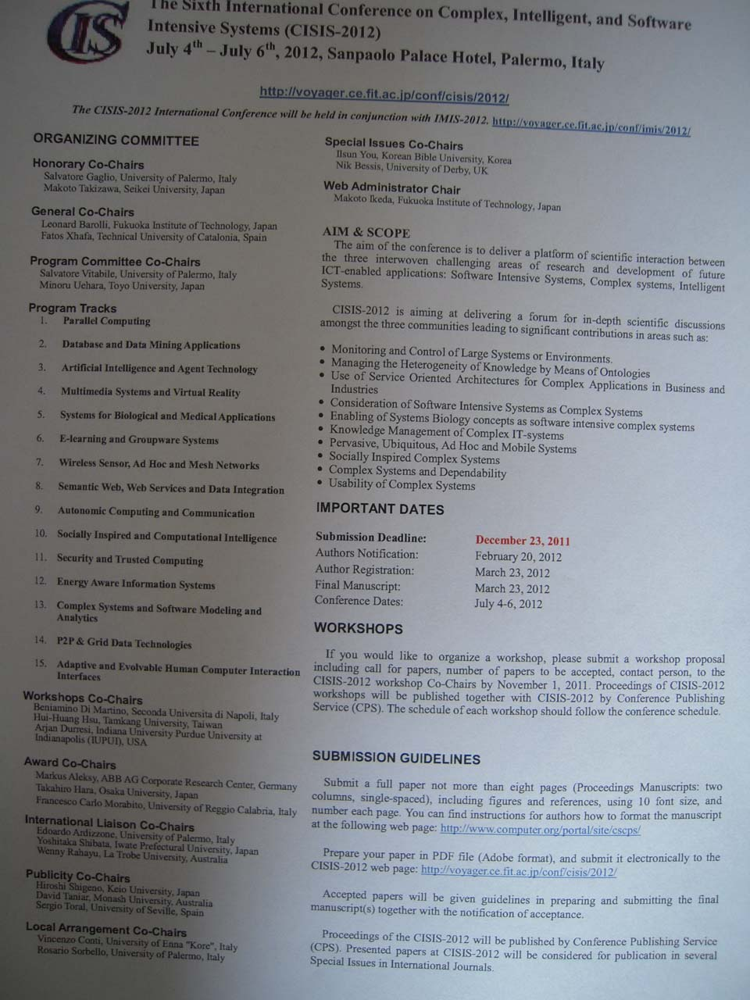 CIS
The Sixth International Conference on Complex, Intelligent, and Software
Intensive Systems (CISIS-2012)
July 4th – July 6th, 2012, Sanpaolo Palace Hotel, Palermo, Italy
http://voyager.ce.fit.ac.jp/conf/cisis/2012/
The CISIS-2012 International Conference will be held in conjunction with IMIS-2012. http://voyager.ce.fit.ac.jp/conf/imis/2012/
ORGANIZING COMMITTEE
Honorary Co-Chairs
Salvatore Gaglio, University of Palermo, Italy
Makoto Takizawa, Seikei University, Japan
General Co-Chairs
Leonard Barolli, Fukuoka Institute of Technology, Japan
Fatos Xhafa, Technical University of Catalonia, Spain
Program Committee Co-Chairs
Salvatore Vitabile, University of Palermo, Italy
Minoru Uehara, Toyo University, Japan
Program Tracks
1. Parallel Computing
2. Database and Data Mining Applications
3. Artificial Intelligence and Agent Technology
4. Multimedia Systems and Virtual Reality
5. Systems for Biological and Medical Applications
6. E-learning and Groupware Systems
7. Wireless Sensor, Ad Hoc and Mesh Networks
8. Semantic Web, Web Services and Data Integration
9. Autonomic Computing and Communication
10. Socially Inspired and Computational Intelligence
11. Security and Trusted Computing
12. Energy Aware Information Systems
13. Complex Systems and Software Modeling and
Analytics
14. P2P & Grid Data Technologies
15. Adaptive and Evolvable Human Computer Interaction
Interfaces
Workshops Co-Chairs
Beniamino Di Martino, Seconda Universita di Napoli, Italy
Hui-Huang Hsu, Tamkang University, Taiwan
Arjan Durresi, Indiana University Purdue University at
Indianapolis (IUPUI), USA
Award Co-Chairs
Markus Aleksy, ABB AG Corporate Research Center, Germany
Takahiro Hara, Osaka University, Japan
Francesco Carlo Morabito, University of Reggio Calabria, Italy
International Liaison Co-Chairs
Edoardo Ardizzone, University of Palermo, Italy
Yoshitaka Shibata, Iwate Prefectural University, Japan
Wenny Rahayu, La Trobe University, Australia
Publicity Co-Chairs
Hiroshi Shigeno, Keio University, Japan
David Taniar, Monash University, Australia
Sergio Toral, University of Seville, Spain
Local Arrangement Co-Chairs
Vincenzo Conti, University of Enna "Kore", Italy
Rosario Sorbello, University of Palermo, Italy
Special Issues Co-Chairs
Ilsun You, Korean Bible University, Korea
Nik Bessis, University of Derby, UK
Web Administrator Chair
Makoto Ikeda, Fukuoka Institute of Technology, Japan
AIM & SCOPE
The aim of the conference is to deliver a platform of scientific interaction between
the three interwoven challenging areas of research and development of future
ICT-enabled applications: Software Intensive Systems, Complex systems, Intelligent
Systems.
CISIS-2012 is aiming at delivering a forum for in-depth scientific discussions
amongst the three communities leading to significant contributions in areas such as:
• Monitoring and Control of Large Systems or Environments.
• Managing the Heterogeneity of Knowledge by Means of Ontologies
• Use of Service Oriented Architectures for Complex Applications in Business and
Industries
• Consideration of Software Intensive Systems as Complex Systems
• Enabling of Systems Biology concepts as software intensive complex systems
• Knowledge Management of Complex IT-systems
• Pervasive, Ubiquitous, Ad Hoc and Mobile Systems
• Socially Inspired Complex Systems
• Complex Systems and Dependability
• Usability of Complex Systems
IMPORTANT DATES
Submission Deadline: December 23, 2011
Authors Notification: February 20, 2012
Author Registration: March 23, 2012
Final Manuscript: March 23, 2012
Conference Dates: July 4-6, 2012
WORKSHOPS
If you would like to organize a workshop, please submit a workshop proposal
including call for papers, number of papers to be accepted, contact person, to the
CISIS-2012 workshop Co-Chairs by November 1, 2011. Proceedings of CISIS-2012
workshops will be published together with CISIS-2012 by Conference Publishing
Service (CPS). The schedule of each workshop should follow the conference schedule.
SUBMISSION GUIDELINES
Submit a full paper not more than eight pages (Proceedings Manuscripts: two
columns, single-spaced), including figures and references, using 10 font size, and
number each page. You can find instructions for authors how to format the manuscript
at the following web page: http://www.computer.org/portal/site/cscps/
Prepare your paper in PDF file (Adobe format), and submit it electronically to the
CISIS-2012 web page: http://voyager.ce.fit.ac.jp/conf/cisis/2012/
Accepted papers will be given guidelines in preparing and submitting the final
manuscript(s) together with the notification of acceptance.
Proceedings of the CISIS-2012 will be published by Conference Publishing Service
(CPS). Presented papers at CISIS-2012 will be considered for publication in several
Special Issues in International Journals.